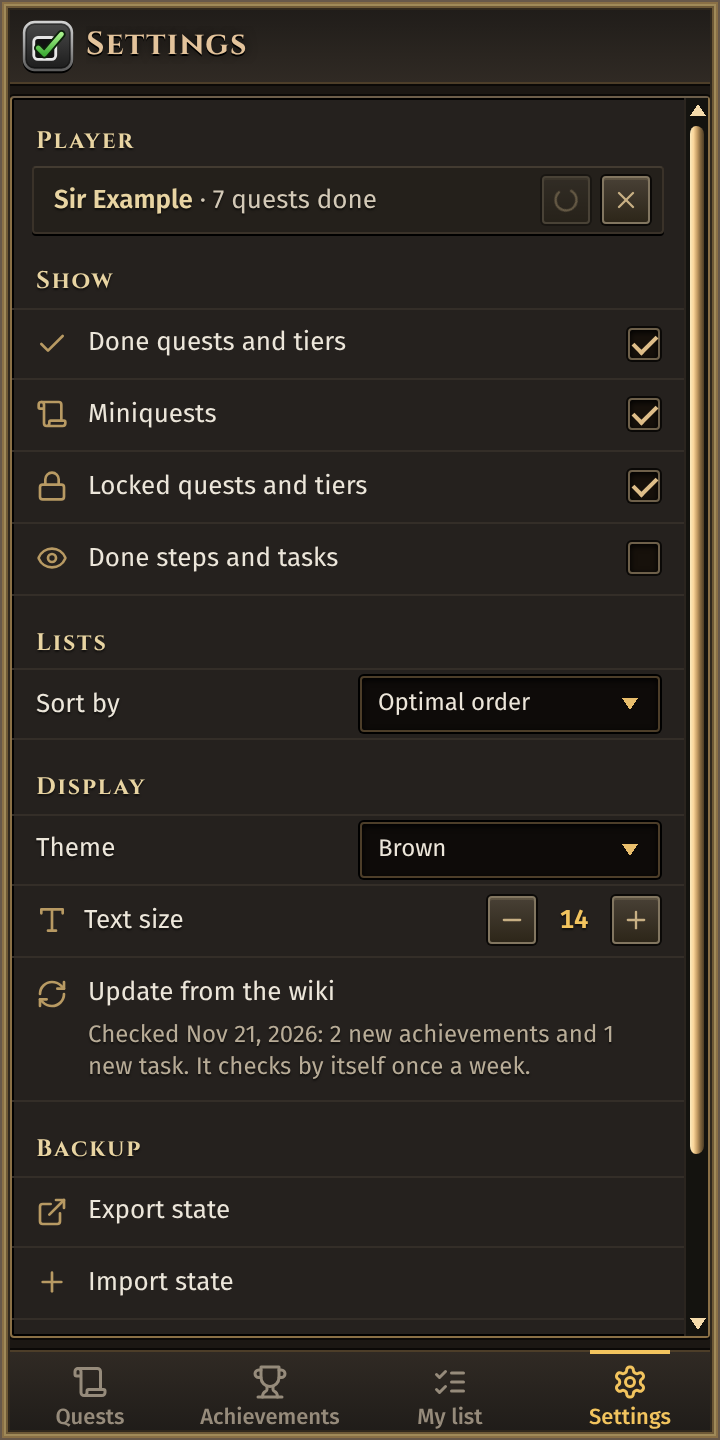 Settings
Player
Sir Example · 7 quests done
Show
Done quests and tiers
Miniquests
Locked quests and tiers
Done steps and tasks
Lists
Sort by
Optimal order
Display
Theme
Brown
Text size
14
Update from the wiki
Checked Nov 21, 2026: 2 new achievements and 1
new task. It checks by itself once a week.
Backup
Export state
Import state
Quests
Achievements
My list
Settings